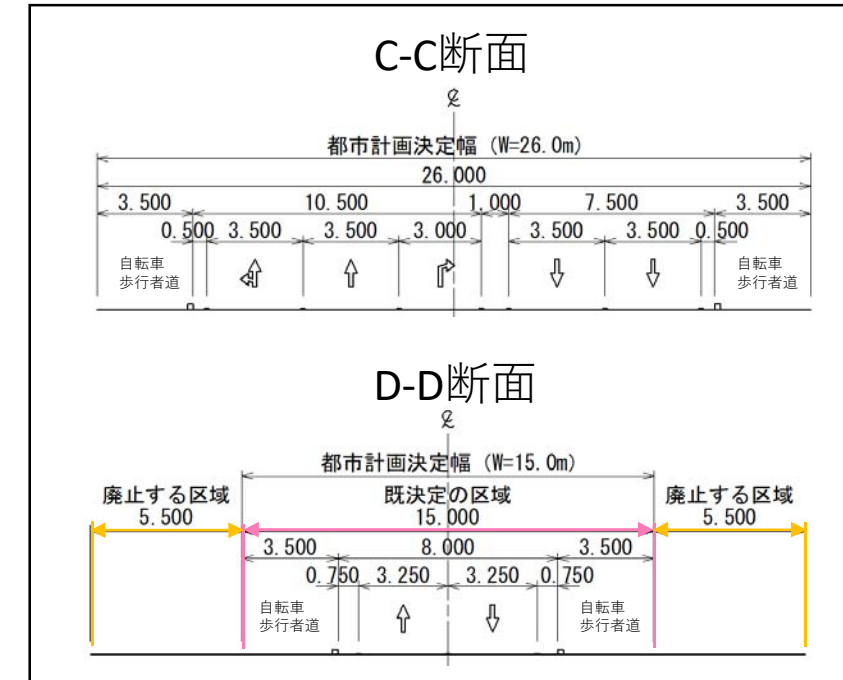 C-C断面
℄
都市計画決定幅 (W=26.0m)
26.000
3.500 10.500 1.000 7.500 3.500
0.500 3.500 3.500 3.000 3.500 3.500 0.500
自転車 自転車
歩行者道 歩行者道
D-D断面
℄
都市計画決定幅 (W=15.0m)
廃止する区域 既決定の区域 廃止する区域
5.500 15.000 5.500
3.500 8.000 3.500
0.750 3.250 3.250 0.750
自転車 自転車
歩行者道 歩行者道